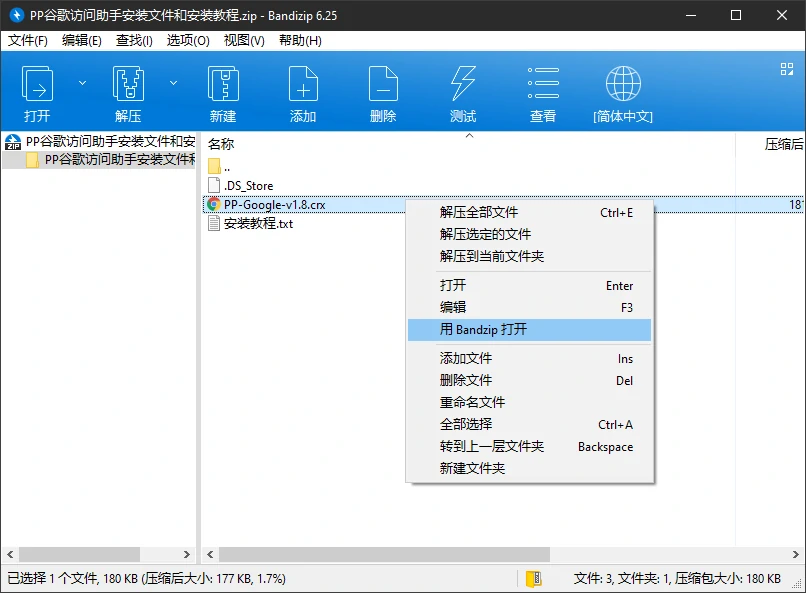 PP谷歌访问助手安装文件和安装教程.zip - Bandizip 6.25
文件(F) 编辑(E) 查找(I) 选项(O) 视图(V) 帮助(H)
打开 解压 新建 添加 删除 测试 查看 [简体中文]
PP谷歌访问助手安装文件和安
PP谷歌访问助手安装文件和
名称 压缩后
..
.DS_Store
PP-Google-v1.8.crx 18
安装教程.txt
解压全部文件 Ctrl+E
解压选定的文件
解压到当前文件夹
打开 Enter
编辑 F3
用 Bandzip 打开
添加文件 Ins
删除文件 Del
重命名文件
全部选择 Ctrl+A
转到上一层文件夹 Backspace
新建文件夹
已选择 1 个文件, 180 KB (压缩后大小: 177 KB, 1.7%)
文件: 3, 文件夹: 1, 压缩包大小: 180 KB